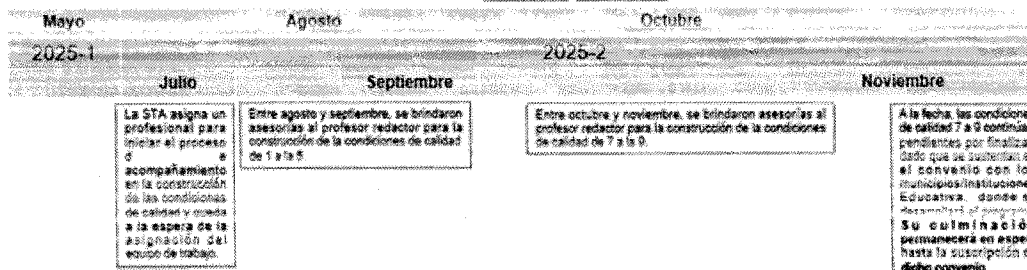 Mayo Agosto Octubre
2025-1 2025-2
Julio Septiembre Noviembre
La STA asigna un
profesional para
iniciar el proceso
d e
acompañamiento
en la construcción
de las condiciones
de calidad y queda
a la espera de la
asignación del
equipo de trabajo.
Entre agosto y septiembre, se brindaron
asesorías al profesor redactor para la
construcción de la condiciones de calidad
de 1 a la 5
Entre octubre y noviembre, se brindaron asesorías al
profesor redactor para la construcción de la condiciones
de calidad de 7 a la 9.
A la fecha, las condicione
de calidad 7 a 9 continúa
pendientes por finaliza
dado que se sustentan
el convenio con lo
municipios/Institucione
Educativa, donde s
desarrollará el programa
Su culminació
permanecerá en espe
hasta la suscripción d
dicho convenio